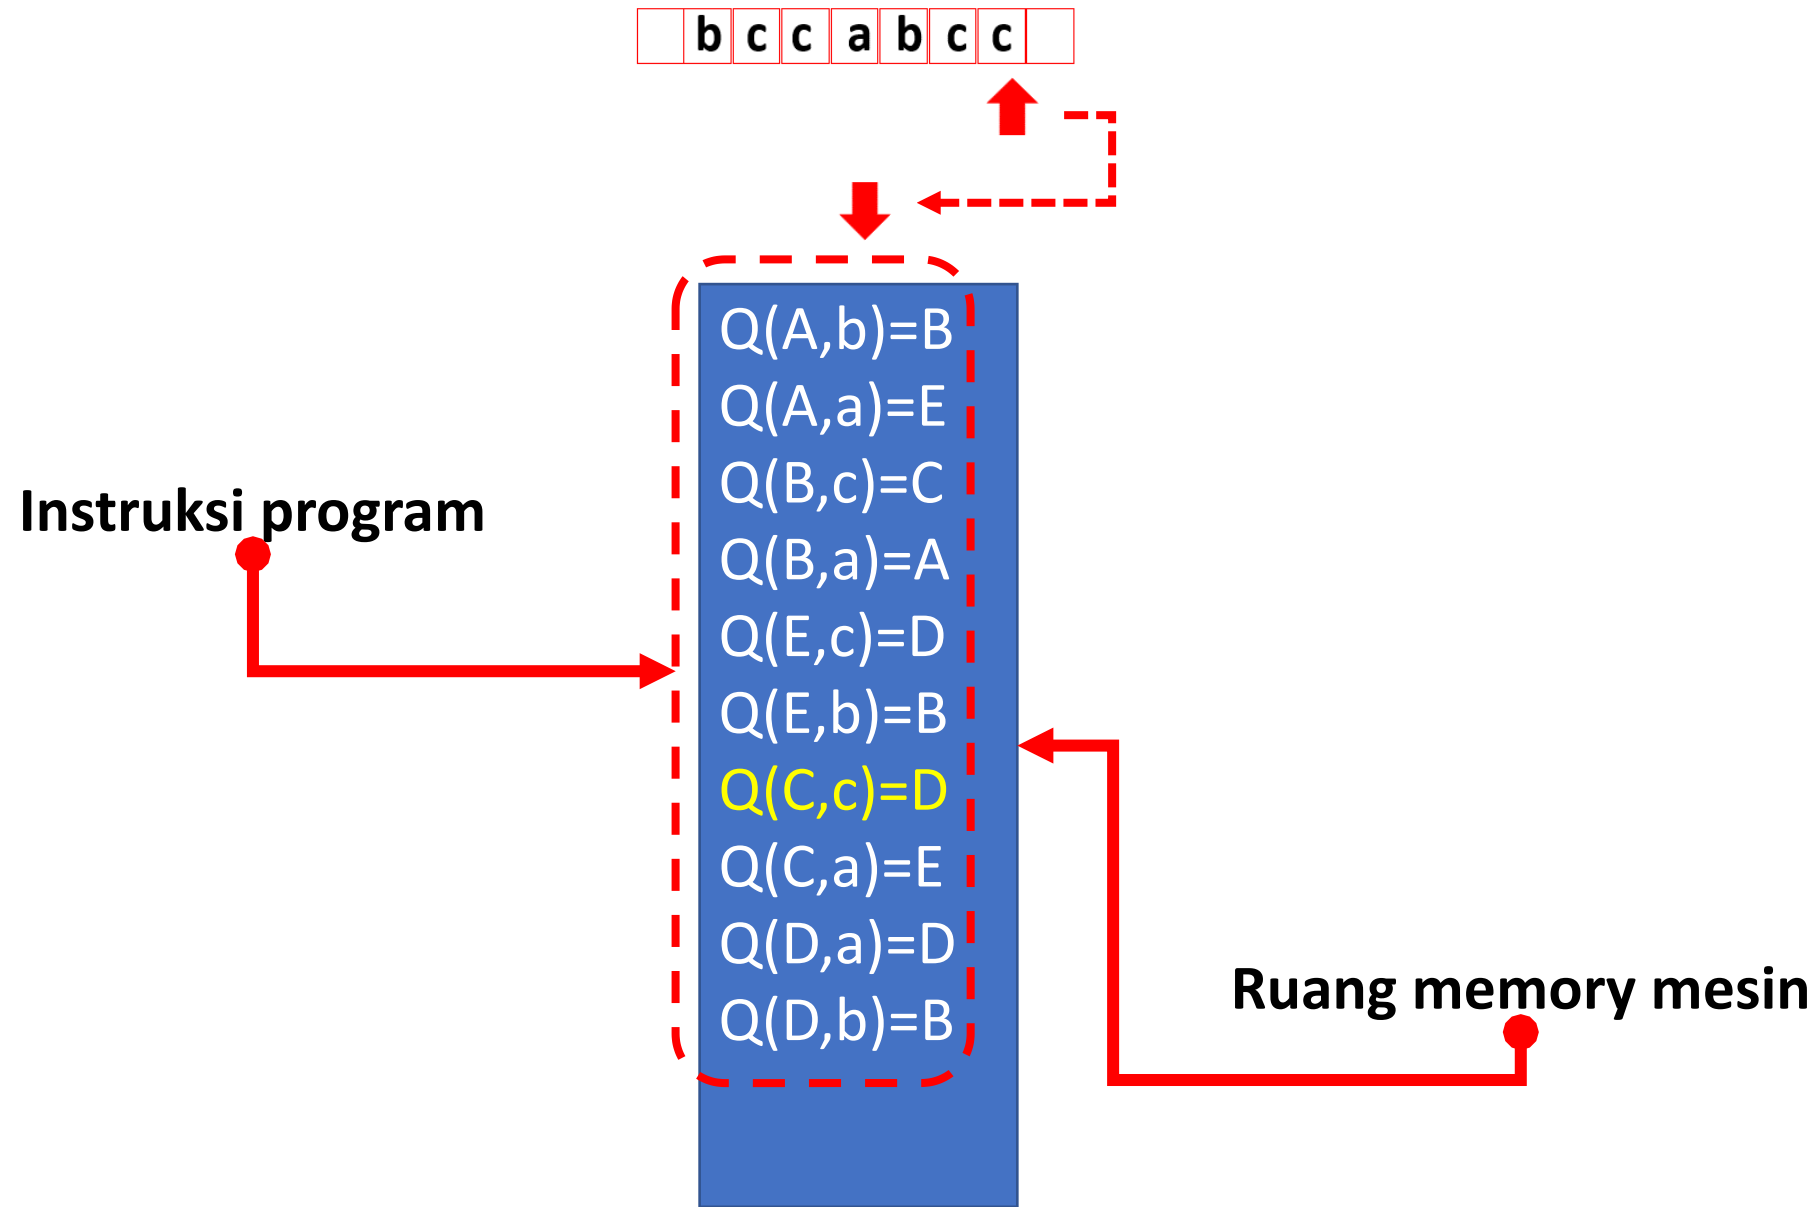 b c c a b c c
Q(A,b)=B
Q(A,a)=E
Q(B,c)=C
Q(B,a)=A
Q(E,c)=D
Q(E,b)=B
Q(C,c)=D
Q(C,a)=E
Q(D,a)=D
Q(D,b)=B
Instruksi program
Ruang memory mesin